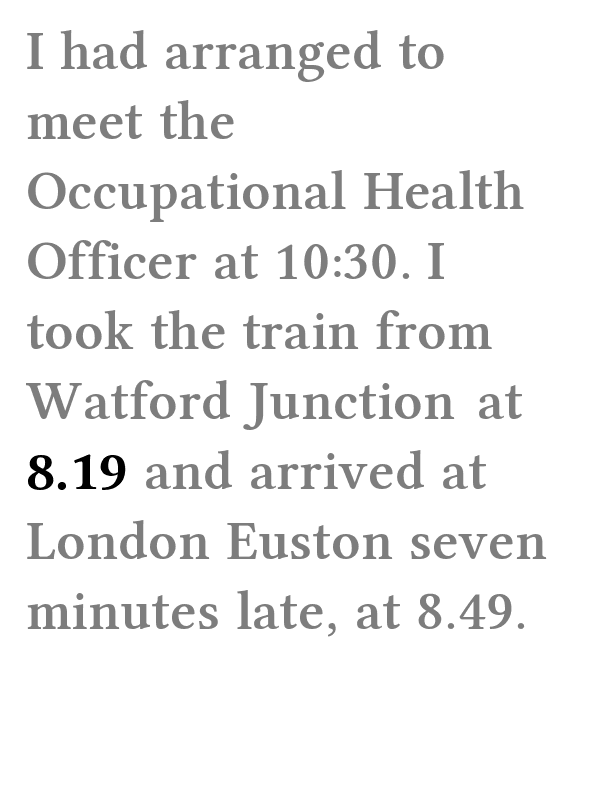 I had arranged to
meet the
Occupational Health
Officer at 10:30. I
took the train from
Watford Junction at
8.19 and arrived at
London Euston seven
minutes late, at 8.49.